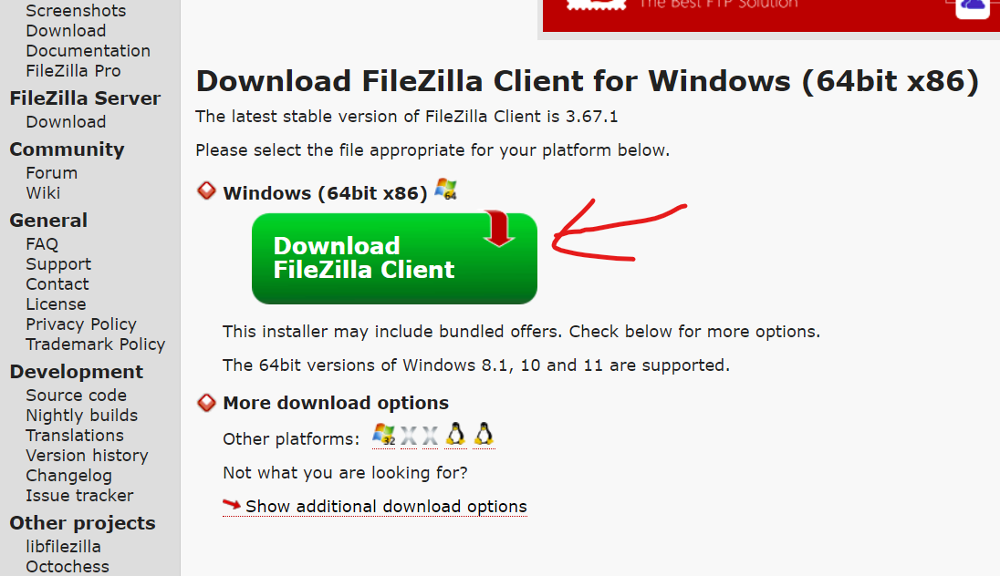 Screenshots
Download
Documentation
FileZilla Pro
FileZilla Server
Download
Community
Forum
Wiki
General
FAQ
Support
Contact
License
Privacy Policy
Trademark Policy
Development
Source code
Nightly builds
Translations
Version history
Changelog
Issue tracker
Other projects
libfilezilla
Octochess
The Best FTP Solution
Download FileZilla Client for Windows (64bit x86)
The latest stable version of FileZilla Client is 3.67.1
Please select the file appropriate for your platform below.
Windows (64bit x86) 64
Download
FileZilla Client
This installer may include bundled offers. Check below for more options.
The 64bit versions of Windows 8.1, 10 and 11 are supported.
More download options
Other platforms: 32
Not what you are looking for?
Show additional download options